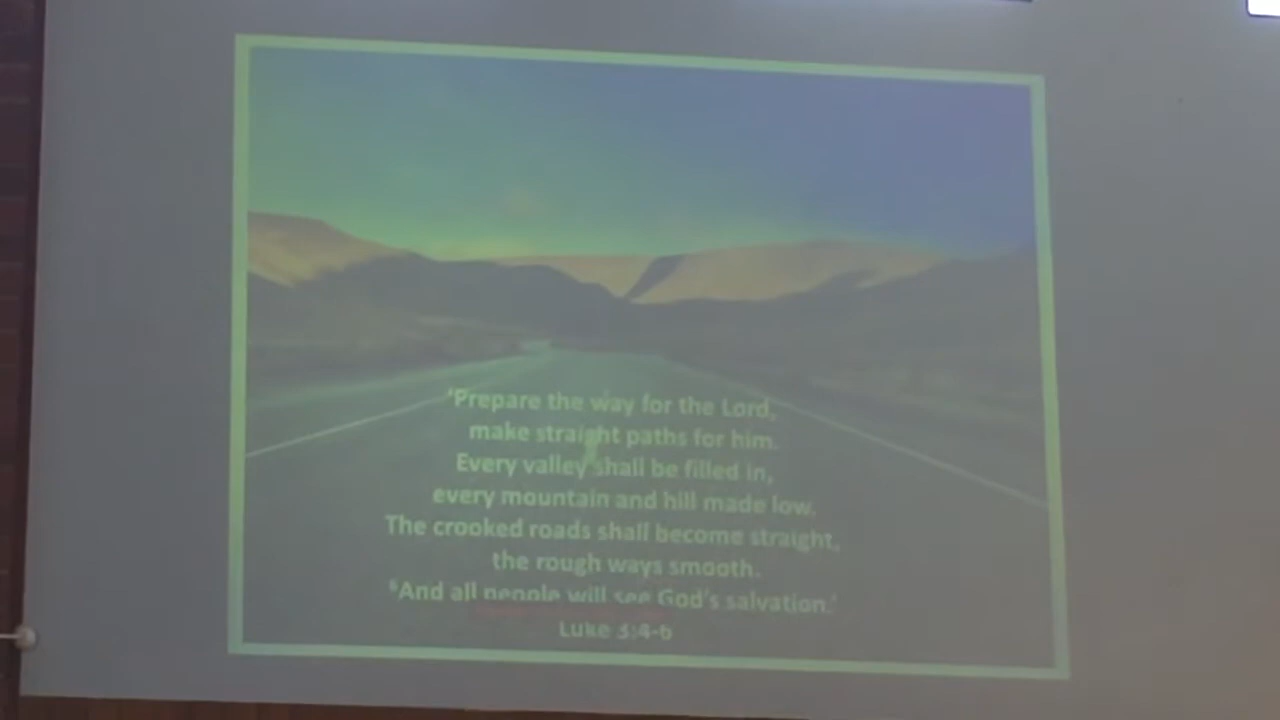 'Prepare the way for the Lord,
make straight paths for him.
Every valley shall be filled in,
every mountain and hill made low.
The crooked roads shall become straight,
the rough ways smooth.
⁶And all people will see God's salvation.'
Luke 3:4-6